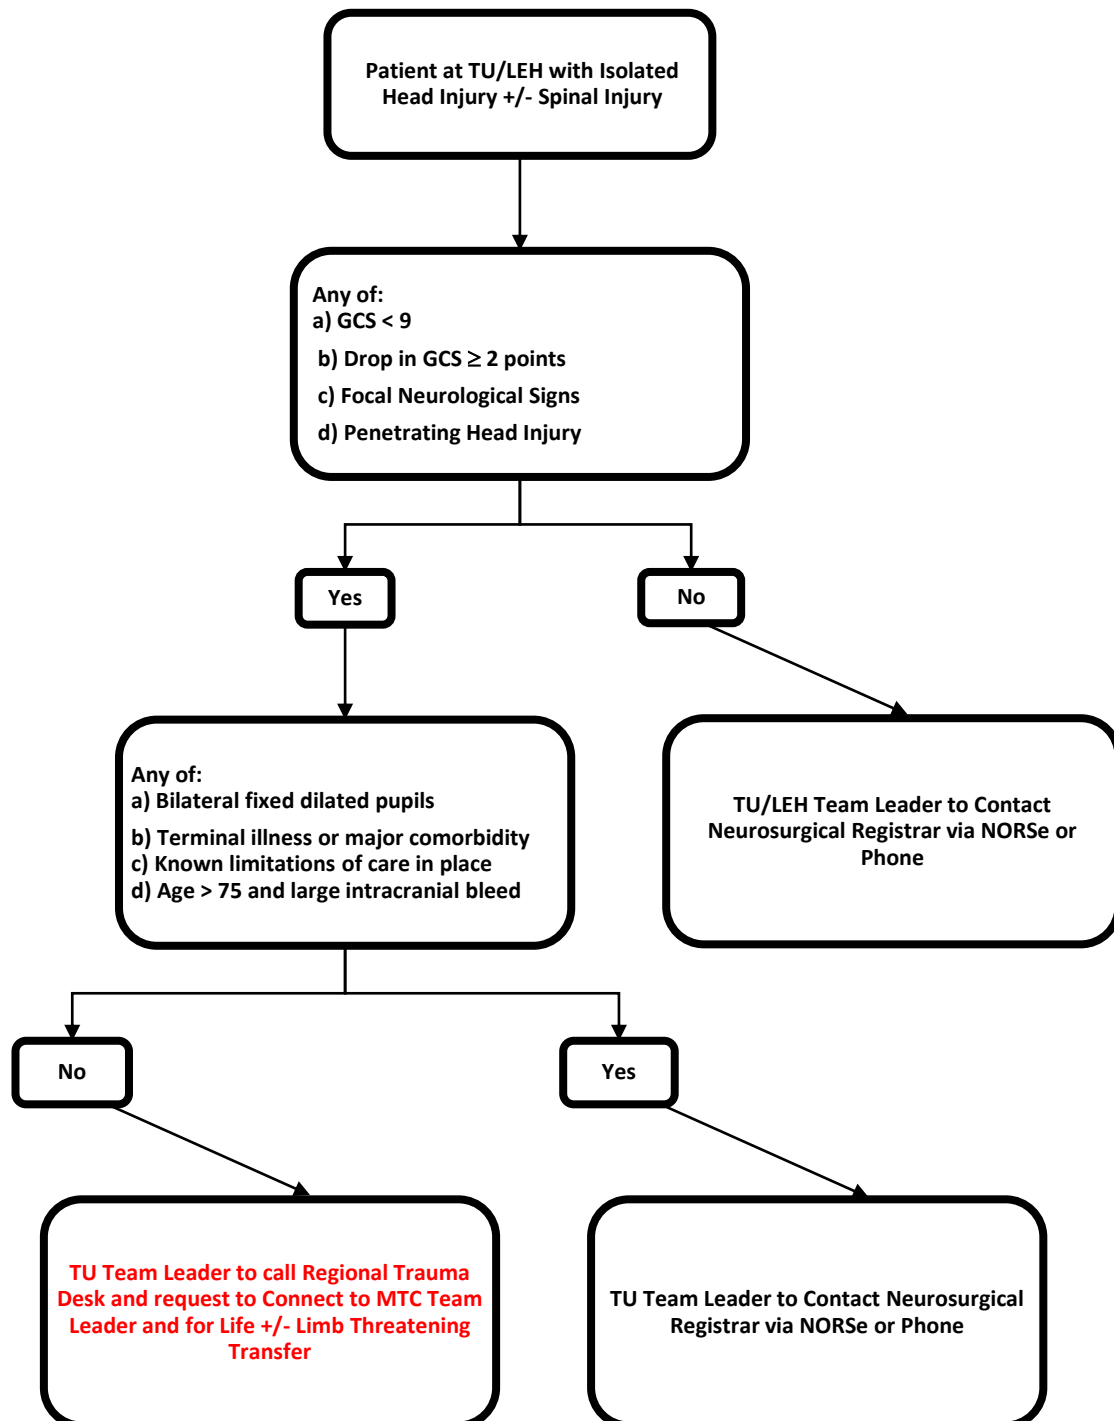 Patient at TU/LEH with Isolated
Head Injury +/- Spinal Injury
Any of:
a) GCS < 9
b) Drop in GCS ≥ 2 points
c) Focal Neurological Signs
d) Penetrating Head Injury
Yes
No
Any of:
a) Bilateral fixed dilated pupils
b) Terminal illness or major comorbidity
c) Known limitations of care in place
d) Age > 75 and large intracranial bleed
TU/LEH Team Leader to Contact
Neurosurgical Registrar via NORSe or
Phone
No
Yes
TU Team Leader to call Regional Trauma
Desk and request to Connect to MTC Team
Leader and for Life +/- Limb Threatening
Transfer
TU Team Leader to Contact Neurosurgical
Registrar via NORSe or Phone